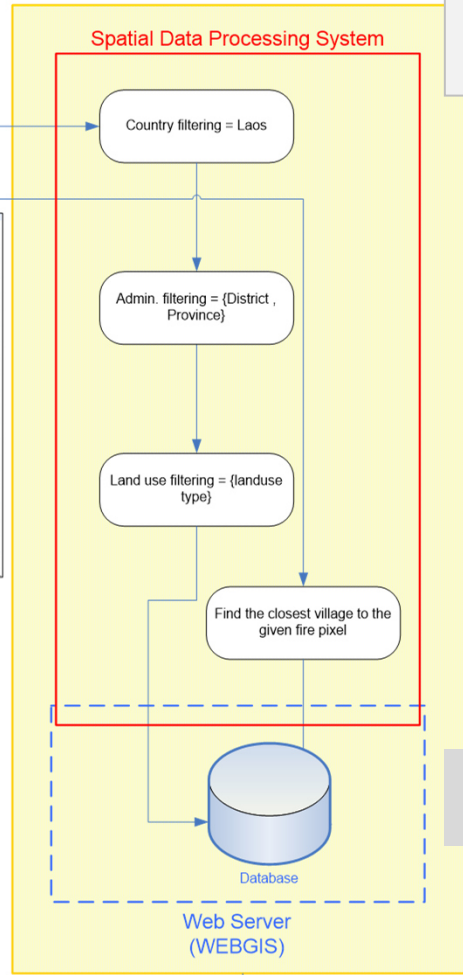 Spatial Data Processing System
Country filtering = Laos
Admin. filtering = {District ,
Province}
Land use filtering = {landuse
type}
Find the closest village to the
given fire pixel
Database
Web Server
(WEBGIS)